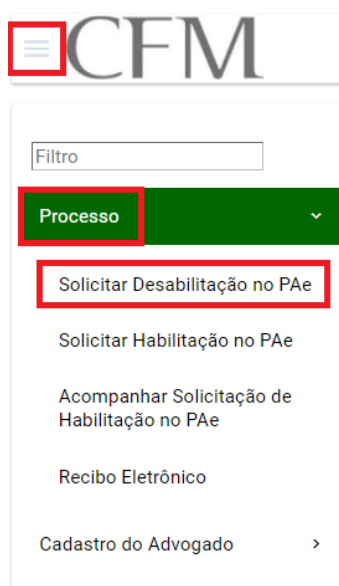 CFM
Filtro
Processo
Solicitar Desabilitação no PAe
Solicitar Habilitação no PAe
Acompanhar Solicitação de
Habilitação no PAe
Recibo Eletrônico
Cadastro do Advogado